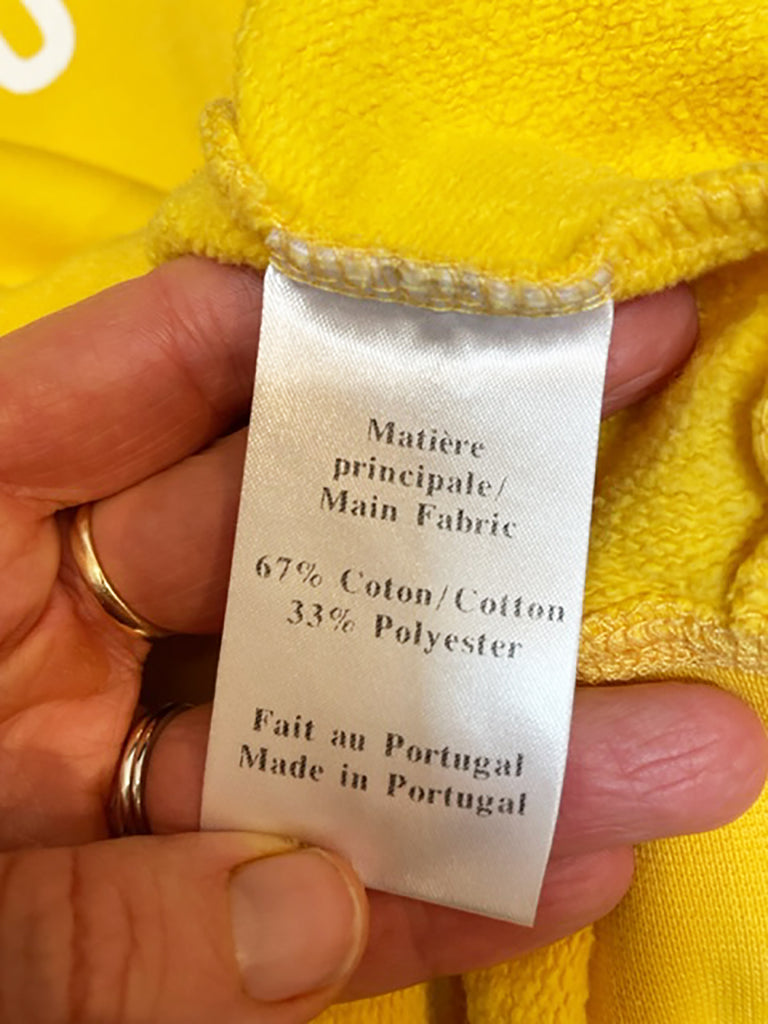 Matière
principale/
Main Fabric
67% Coton/Cotton
33% Polyester
Fait au Portugal
Made in Portugal